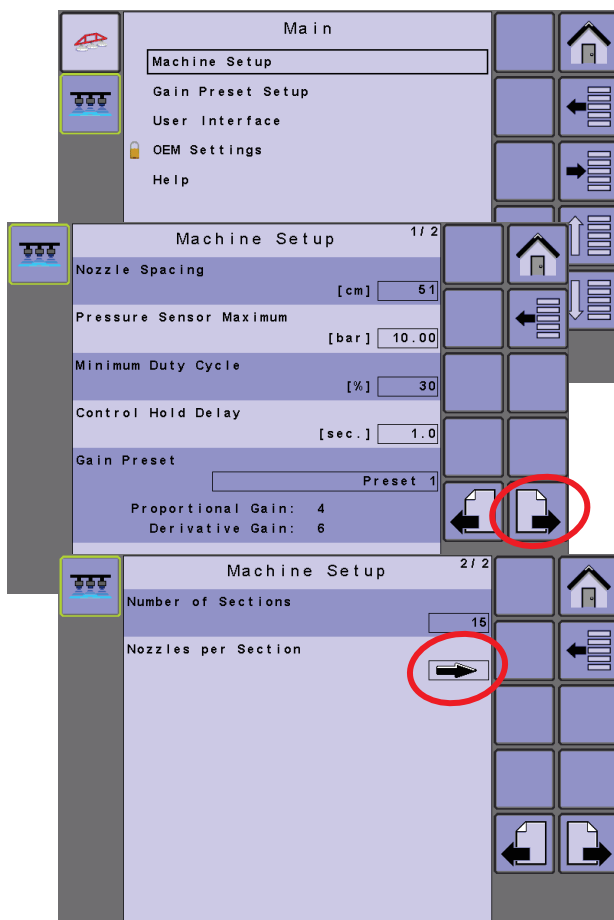 Main
Machine Setup
Gain Preset Setup
User Interface
OEM Settings
Help
Machine Setup 1/2
Nozzle Spacing
[cm] 51
Pressure Sensor Maximum
[bar] 10.00
Minimum Duty Cycle
[%] 30
Control Hold Delay
[sec.] 1.0
Gain Preset
Preset 1
Proportional Gain: 4
Derivative Gain: 6
Machine Setup 2/2
Number of Sections
15
Nozzles per Section